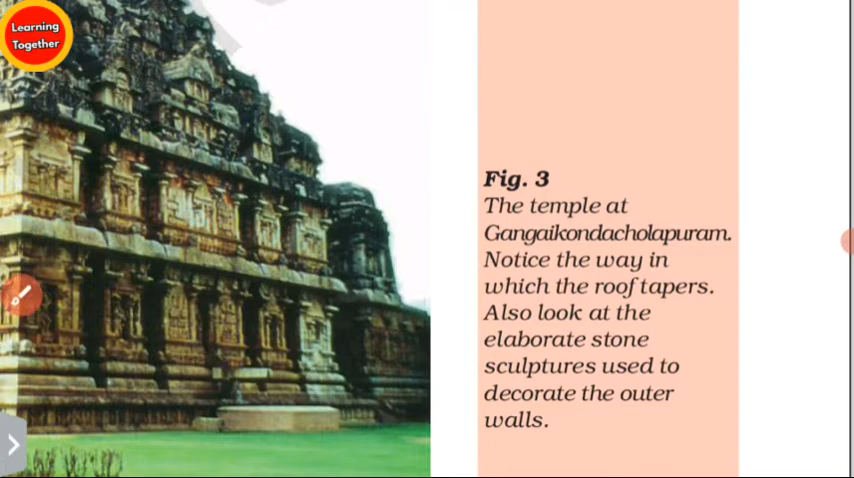 Learning
Together
Fig. 3
The temple at
Gangaikondacholapuram.
Notice the way in
which the roof tapers.
Also look at the
elaborate stone
sculptures used to
decorate the outer
walls.